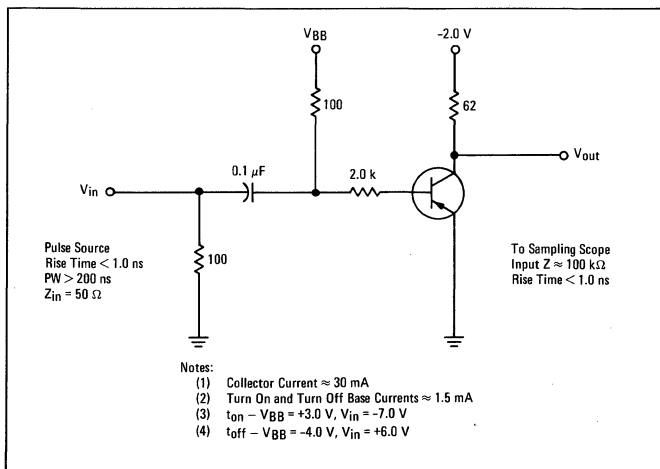 VBB
-2.0 V
100
62
Vout
0.1 µF
2.0 k
Vin
100
Pulse Source
Rise Time < 1.0 ns
PW > 200 ns
Zin = 50 Ω
To Sampling Scope
Input Z ≈ 100 kΩ
Rise Time < 1.0 ns
Notes:
(1) Collector Current ≈ 30 mA
(2) Turn On and Turn Off Base Currents ≈ 1.5 mA
(3) ton – VBB = +3.0 V, Vin = -7.0 V
(4) toff – VBB = -4.0 V, Vin = +6.0 V